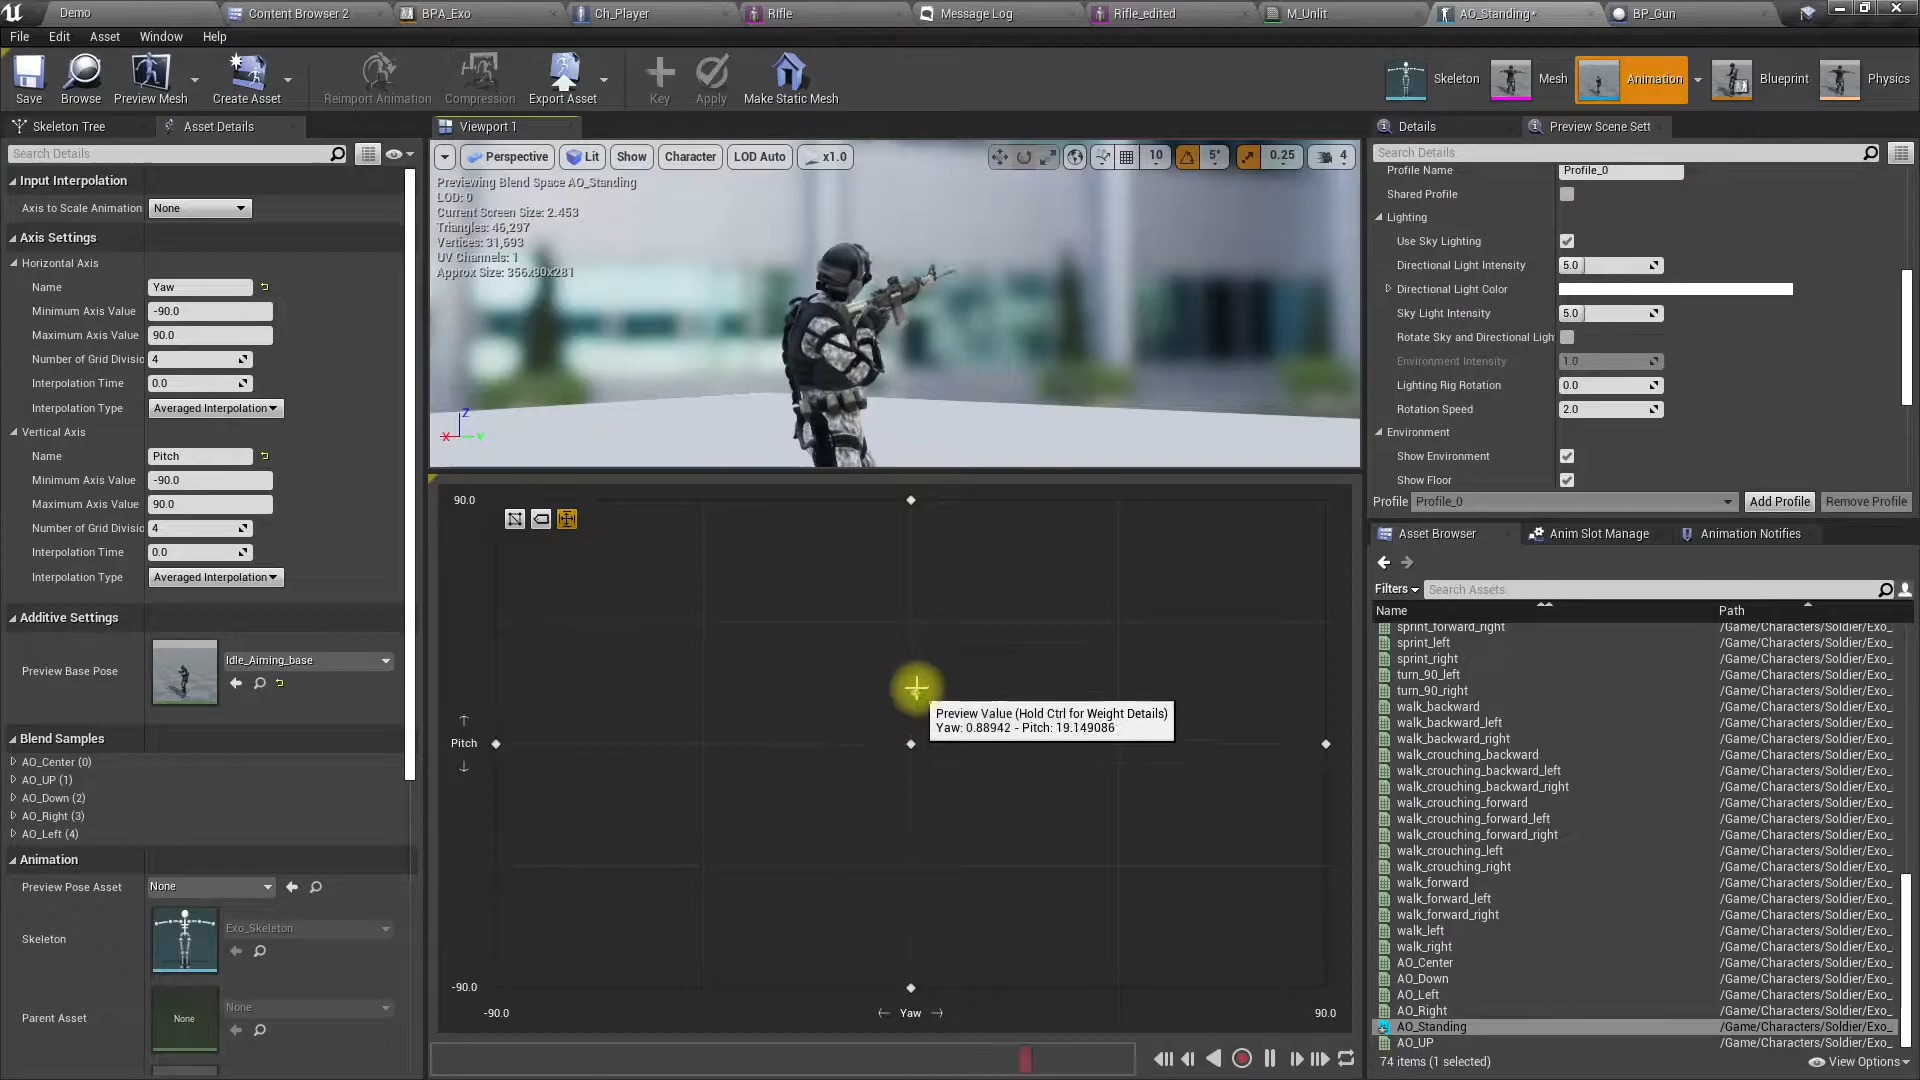 Demo
Content Browser 2
BPA_Exo
Ch_Player
Rifle
Message Log
Rifle_edited
M_Unlit
AO_Standing*
BP_Gun
File
Edit
Asset
Window
Help
Save
Browse
Preview Mesh
Create Asset
Reimport Animation
Compression
Export Asset
Key
Apply
Make Static Mesh
Skeleton
Mesh
Animation
Blueprint
Physics
Skeleton Tree
Asset Details
Search Details
Input Interpolation
Axis to Scale Animation
None
Axis Settings
Horizontal Axis
Name
Yaw
Minimum Axis Value
-90.0
Maximum Axis Value
90.0
Number of Grid Divisio
4
Interpolation Time
0.0
Interpolation Type
Averaged Interpolation
Vertical Axis
Name
Pitch
Minimum Axis Value
-90.0
Maximum Axis Value
90.0
Number of Grid Divisio
4
Interpolation Time
0.0
Interpolation Type
Averaged Interpolation
Additive Settings
Preview Base Pose
Idle_Aiming_base
Blend Samples
AO_Center (0)
AO_UP (1)
AO_Down (2)
AO_Right (3)
AO_Left (4)
Animation
Preview Pose Asset
None
Skeleton
Exo_Skeleton
Parent Asset
None
None
Viewport 1
Perspective
Lit
Show
Character
LOD Auto
x1.0
10
5°
0.25
4
Previewing Blend Space AO_Standing
LOD: 0
Current Screen Size: 2.453
Triangles: 46,297
Vertices: 31,693
UV Channels: 1
Approx Size: 356x90x281
Z
X
Y
90.0
Preview Value (Hold Ctrl for Weight Details)
Yaw: 0.88942 - Pitch: 19.149086
Pitch
-90.0
-90.0
Yaw
90.0
Details
Preview Scene Sett
Search Details
Profile Name
Profile_0
Shared Profile
Lighting
Use Sky Lighting
Directional Light Intensity
5.0
Directional Light Color
Sky Light Intensity
5.0
Rotate Sky and Directional Ligh
Environment Intensity
1.0
Lighting Rig Rotation
0.0
Rotation Speed
2.0
Environment
Show Environment
Show Floor
Profile
Profile_0
Add Profile
Remove Profile
Asset Browser
Anim Slot Manage
Animation Notifies
Filters
Search Assets
Name
Path
sprint_forward_right /Game/Characters/Soldier/Exo_
sprint_left /Game/Characters/Soldier/Exo_
sprint_right /Game/Characters/Soldier/Exo_
turn_90_left /Game/Characters/Soldier/Exo_
turn_90_right /Game/Characters/Soldier/Exo_
walk_backward /Game/Characters/Soldier/Exo_
walk_backward_left /Game/Characters/Soldier/Exo_
walk_backward_right /Game/Characters/Soldier/Exo_
walk_crouching_backward /Game/Characters/Soldier/Exo_
walk_crouching_backward_left /Game/Characters/Soldier/Exo_
walk_crouching_backward_right /Game/Characters/Soldier/Exo_
walk_crouching_forward /Game/Characters/Soldier/Exo_
walk_crouching_forward_left /Game/Characters/Soldier/Exo_
walk_crouching_forward_right /Game/Characters/Soldier/Exo_
walk_crouching_left /Game/Characters/Soldier/Exo_
walk_crouching_right /Game/Characters/Soldier/Exo_
walk_forward /Game/Characters/Soldier/Exo_
walk_forward_left /Game/Characters/Soldier/Exo_
walk_forward_right /Game/Characters/Soldier/Exo_
walk_left /Game/Characters/Soldier/Exo_
walk_right /Game/Characters/Soldier/Exo_
AO_Center /Game/Characters/Soldier/Exo_
AO_Down /Game/Characters/Soldier/Exo_
AO_Left /Game/Characters/Soldier/Exo_
AO_Right /Game/Characters/Soldier/Exo_
AO_Standing /Game/Characters/Soldier/Exo_
AO_UP /Game/Characters/Soldier/Exo_
74 items (1 selected)
View Options